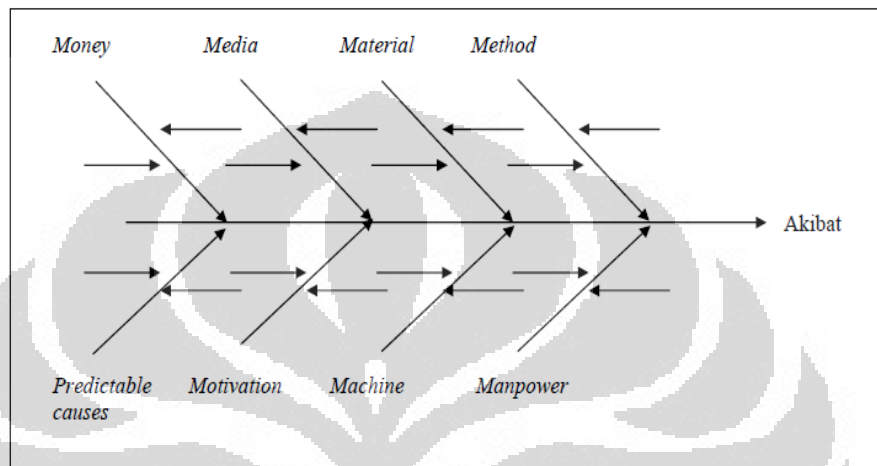 Money
Media
Material
Method
Akibat
Predictable
causes
Motivation
Machine
Manpower